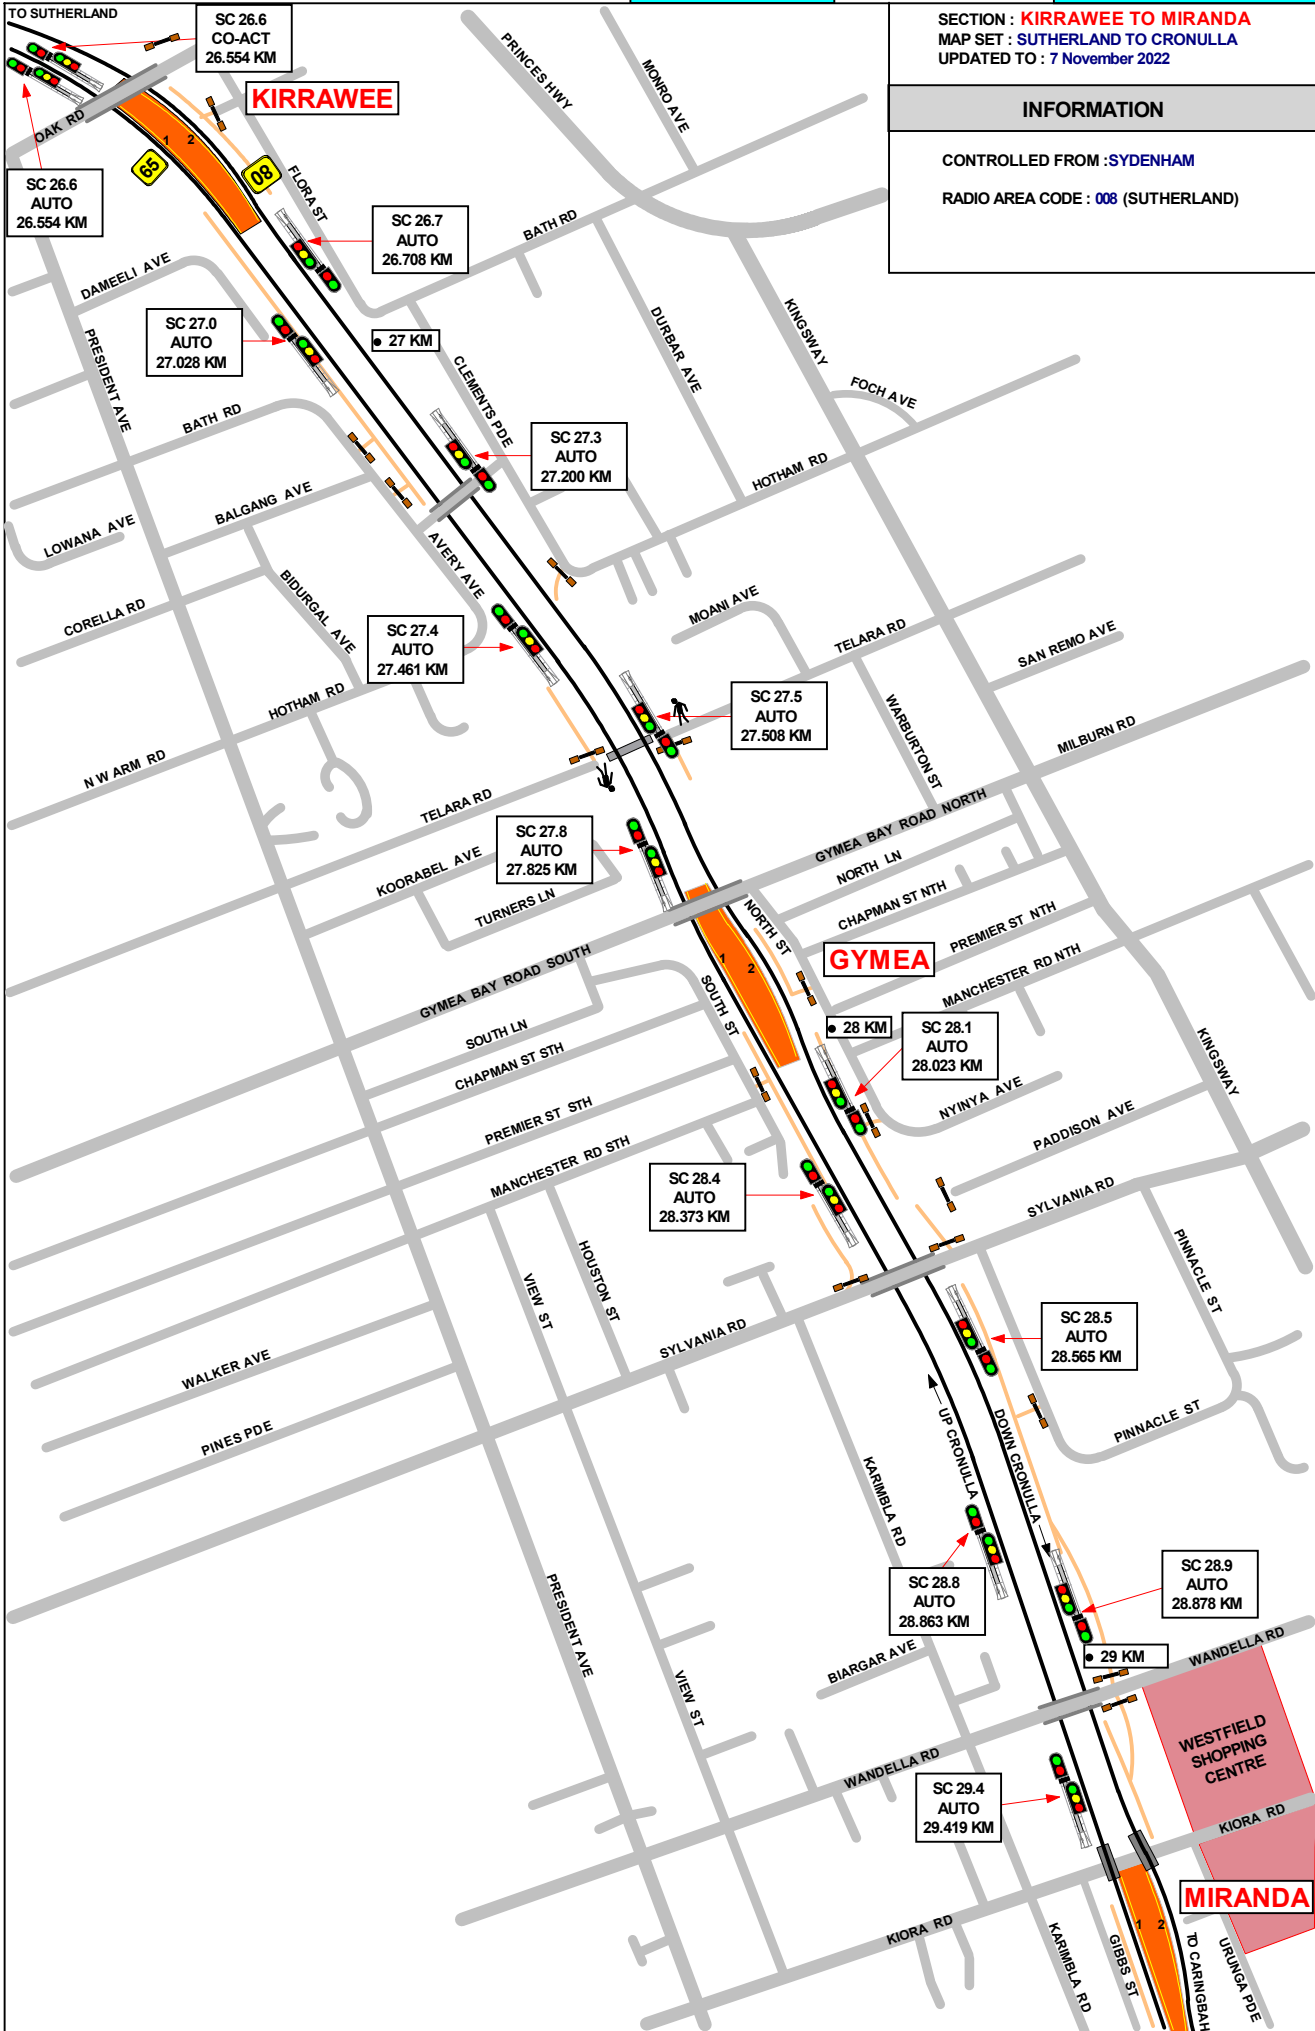 TO SUTHERLAND
SC 26.6
CO-ACT
26.554 KM
SECTION : KIRRAWEE TO MIRANDA
MAP SET : SUTHERLAND TO CRONULLA
UPDATED TO : 7 November 2022
INFORMATION
CONTROLLED FROM :SYDENHAM
RADIO AREA CODE : 008 (SUTHERLAND)
PRINCES HWY
MONRO AVE
KIRRAWEE
OAK RD
1 2
65
80
SC 26.6
AUTO
26.554 KM
FLORA ST
SC 26.7
AUTO
26.708 KM
BATH RD
DAMEELI AVE
PRESIDENT AVE
SC 27.0
AUTO
27.028 KM
27 KM
DURBAR AVE
KINGSWAY
CLEMENTS PDE
FOCH AVE
BATH RD
SC 27.3
AUTO
27.200 KM
HOTHAM RD
BALGANG AVE
LOWANA AVE
AVERY AVE
BIDURGAL AVE
CORELLA RD
MOANI AVE
TELARA RD
SAN REMO AVE
SC 27.4
AUTO
27.461 KM
HOTHAM RD
SC 27.5
AUTO
27.508 KM
WARBURTON ST
MILBURN RD
N W ARM RD
TELARA RD
SC 27.8
AUTO
27.825 KM
GYMEA BAY ROAD NORTH
KOORABEL AVE
NORTH LN
TURNERS LN
CHAPMAN ST NTH
NORTH ST
PREMIER ST NTH
GYMEA
MANCHESTER RD NTH
1 2
GYMEA BAY ROAD SOUTH
SOUTH ST
SOUTH LN
28 KM
SC 28.1
AUTO
28.023 KM
KINGSWAY
CHAPMAN ST STH
NYINYA AVE
PREMIER ST STH
PADDISON AVE
MANCHESTER RD STH
SC 28.4
AUTO
28.373 KM
SYLVANIA RD
PINNACLE ST
HOUSTON ST
VIEW ST
SYLVANIA RD
SC 28.5
AUTO
28.565 KM
WALKER AVE
PINES PDE
UP CRONULLA
DOWN CRONULLA
PINNACLE ST
KARIMBLA RD
SC 28.8
AUTO
28.863 KM
SC 28.9
AUTO
28.878 KM
PRESIDENT AVE
29 KM
WANDELLA RD
BIARGAR AVE
VIEW ST
WESTFIELD
SHOPPING
CENTRE
WANDELLA RD
SC 29.4
AUTO
29.419 KM
KIORA RD
MIRANDA
1 2
KIORA RD
KARIMBLA RD
GIBBS ST
TO CARINGBAH
URUNGA PDE